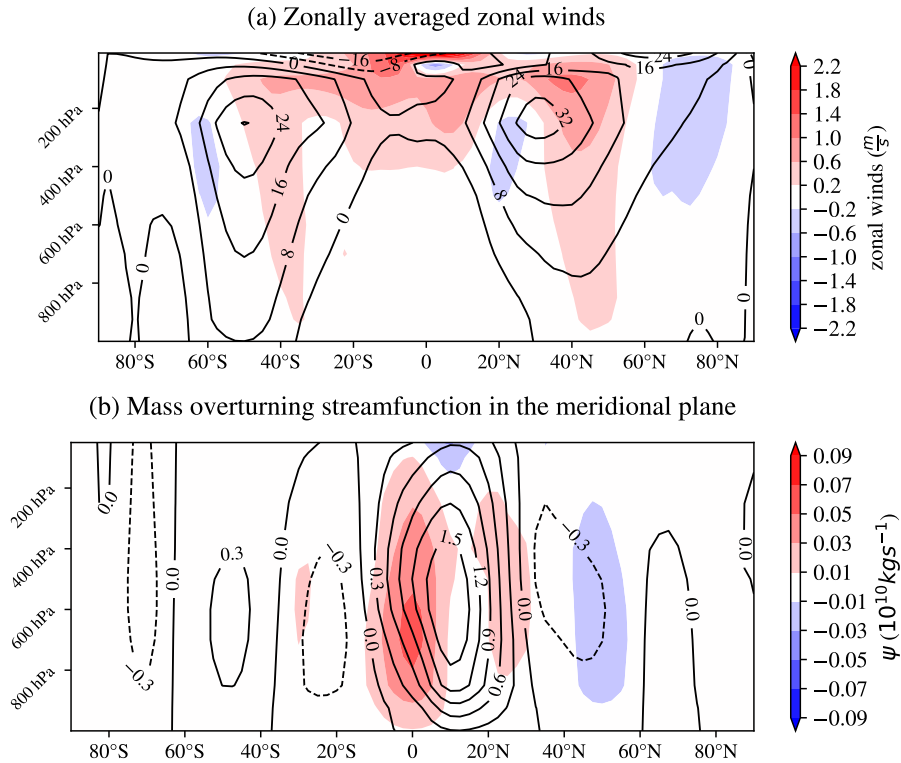 (a) Zonally averaged zonal winds
−16
−8
24
16
24
16
0
32
24
200 hPa
400 hPa
600 hPa
800 hPa
0
0
16
8
0
8
0
0
80°S
60°S
40°S
20°S
0
20°N
40°N
60°N
80°N
2.2
1.8
1.4
1.0
0.6
0.2
−0.2
−0.6
−1.0
−1.4
−1.8
−2.2
zonal winds (m/s)
(b) Mass overturning streamfunction in the meridional plane
200 hPa
400 hPa
600 hPa
800 hPa
0.0
0.0
0.3
0.0
−0.3
0.3
1.5
1.2
0.0
−0.3
0.0
0.0
−0.3
0.0
0.9
0.6
80°S
60°S
40°S
20°S
0
20°N
40°N
60°N
80°N
0.09
0.07
0.05
0.03
0.01
−0.01
−0.03
−0.05
−0.07
−0.09
ψ (10¹⁰kgs⁻¹)